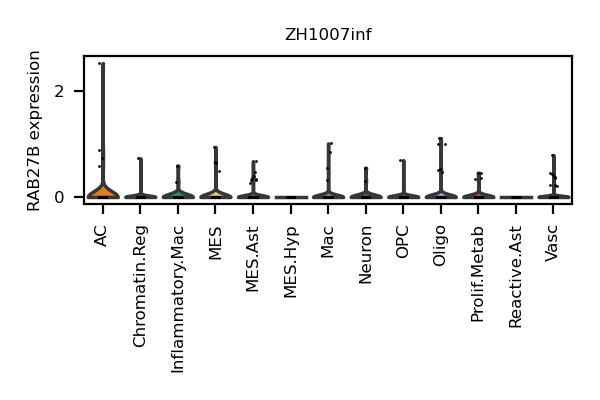 ZH1007inf
RAB27B expression
2
0
AC
Chromatin.Reg
Inflammatory.Mac
MES
MES.Ast
MES.Hyp
Mac
Neuron
OPC
Oligo
Prolif.Metab
Reactive.Ast
Vasc